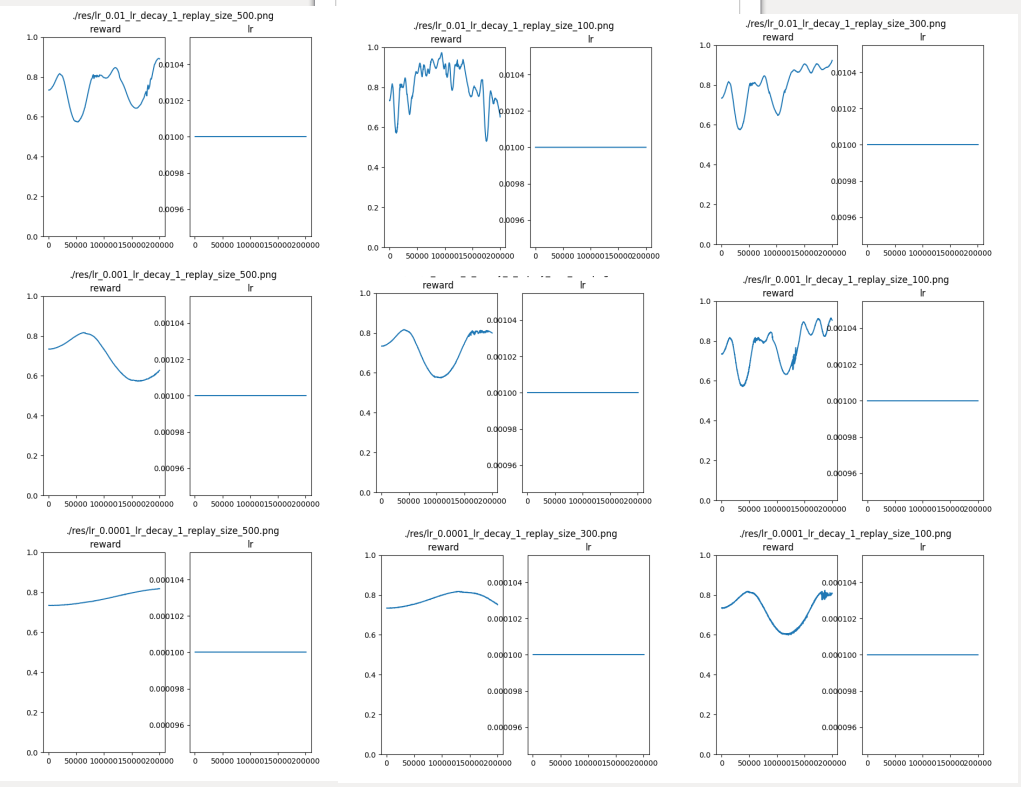 ./res/lr_0.01_lr_decay_1_replay_size_500.png
reward
lr
1.0
0.8
0.6
0.4
0.2
0.0
0.0104
0.0102
0.0100
0.0098
0.0096
0 50000 100000150000200000
0 50000 100000150000200000
./res/lr_0.01_lr_decay_1_replay_size_100.png
reward
lr
1.0
0.8
0.6
0.4
0.2
0.0
0.0104
0.0102
0.0100
0.0098
0.0096
0 50000 100000150000200000
0 50000 100000150000200000
./res/lr_0.01_lr_decay_1_replay_size_300.png
reward
lr
1.0
0.8
0.6
0.4
0.2
0.0
0.0104
0.0102
0.0100
0.0098
0.0096
0 50000 100000150000200000
0 50000 100000150000200000
./res/lr_0.001_lr_decay_1_replay_size_500.png
reward
lr
1.0
0.8
0.6
0.4
0.2
0.0
0.00104
0.00102
0.00100
0.00098
0.00096
0 50000 100000150000200000
0 50000 100000150000200000
reward
lr
1.0
0.8
0.6
0.4
0.2
0.0
0.00104
0.00102
0.00100
0.00098
0.00096
0 50000 100000150000200000
0 50000 100000150000200000
./res/lr_0.001_lr_decay_1_replay_size_100.png
reward
lr
1.0
0.8
0.6
0.4
0.2
0.0
0.00104
0.00102
0.00100
0.00098
0.00096
0 50000 100000150000200000
0 50000 100000150000200000
./res/lr_0.0001_lr_decay_1_replay_size_500.png
reward
lr
1.0
0.8
0.6
0.4
0.2
0.0
0.000104
0.000102
0.000100
0.000098
0.000096
0 50000 100000150000200000
0 50000 100000150000200000
./res/lr_0.0001_lr_decay_1_replay_size_300.png
reward
lr
1.0
0.8
0.6
0.4
0.2
0.0
0.000104
0.000102
0.000100
0.000098
0.000096
0 50000 100000150000200000
0 50000 100000150000200000
./res/lr_0.0001_lr_decay_1_replay_size_100.png
reward
lr
1.0
0.8
0.6
0.4
0.2
0.0
0.000104
0.000102
0.000100
0.000098
0.000096
0 50000 100000150000200000
0 50000 100000150000200000